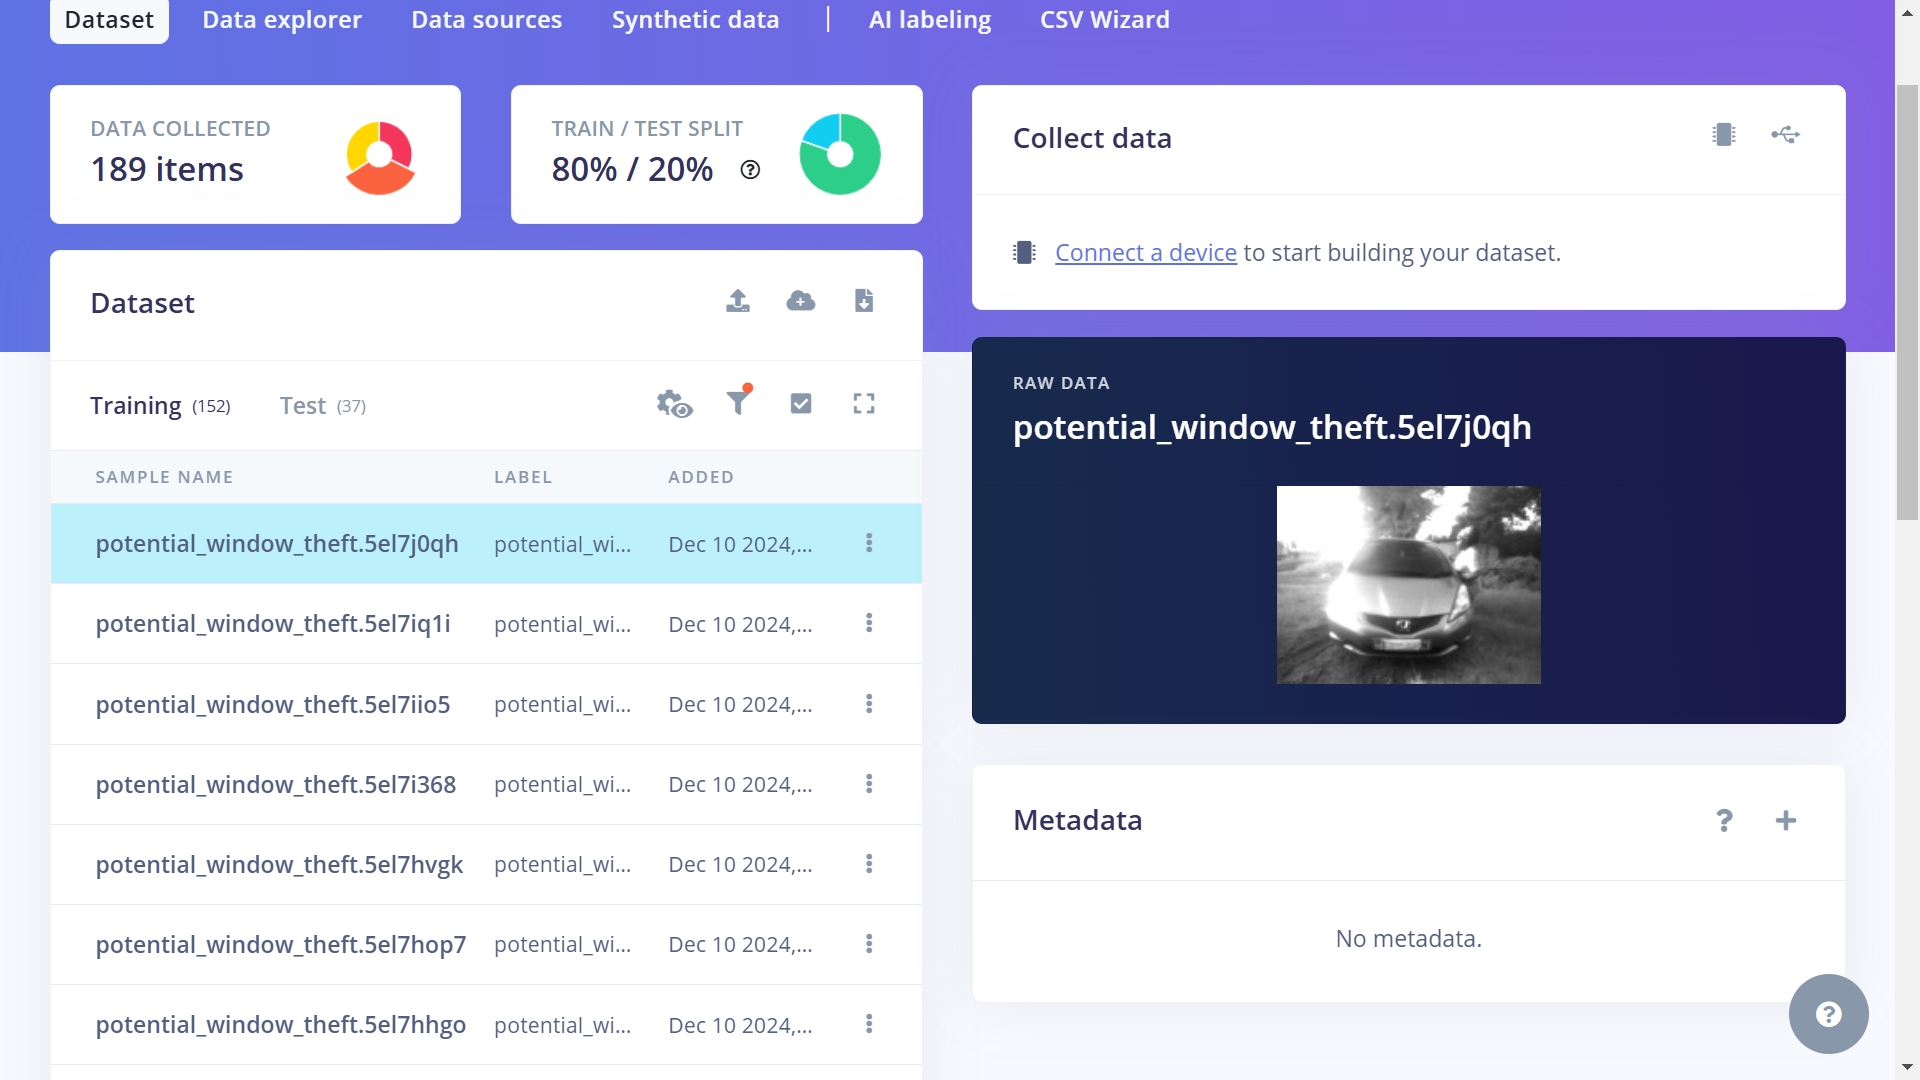 Dataset Data explorer Data sources Synthetic data | AI labeling CSV Wizard
DATA COLLECTED
189 items
TRAIN / TEST SPLIT
80% / 20%
Collect data
Connect a device to start building your dataset.
Dataset
Training (152) Test (37)
SAMPLE NAME LABEL ADDED
potential_window_theft.5el7j0qh potential_wi... Dec 10 2024,...
potential_window_theft.5el7iq1i potential_wi... Dec 10 2024,...
potential_window_theft.5el7iio5 potential_wi... Dec 10 2024,...
potential_window_theft.5el7i368 potential_wi... Dec 10 2024,...
potential_window_theft.5el7hvgk potential_wi... Dec 10 2024,...
potential_window_theft.5el7hop7 potential_wi... Dec 10 2024,...
potential_window_theft.5el7hhgo potential_wi... Dec 10 2024,...
RAW DATA
potential_window_theft.5el7j0qh
Metadata
No metadata.